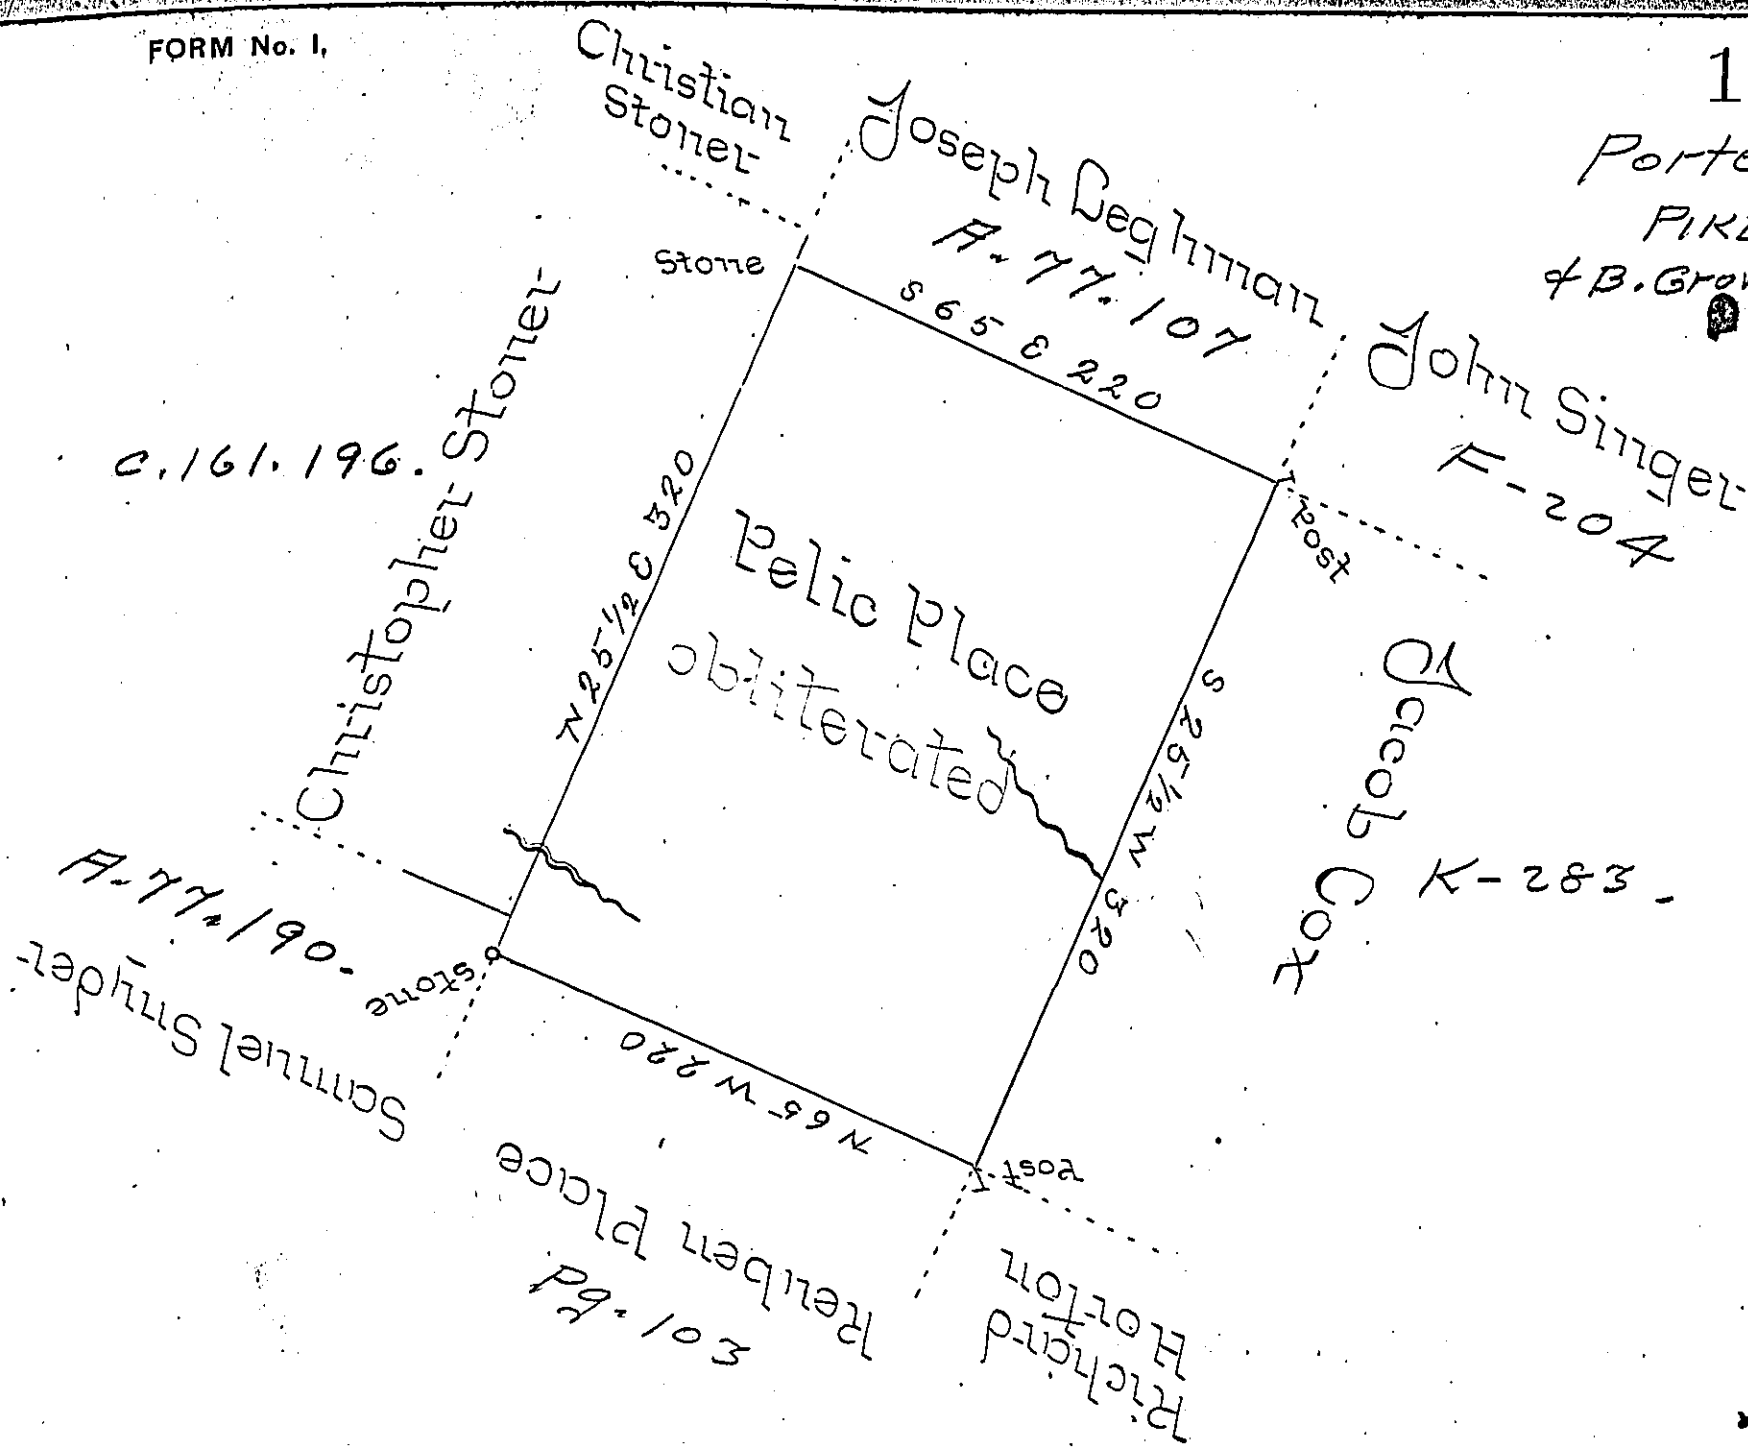 FORM No. 1,
1
Christian
Stoner
Joseph Leghman
A-77.107
John Singer
F-204
Stone
S 65 E 220
Post
C.161.196.
Christopher Stoner
N 25 1/2 E 320
Pelic Place
obliterated
S 25 1/2 W 320
Jacob Cox
K-283-
A-77.190-
Samuel Snyder
stone
N 65 W 220
Post
Reuben Place
Pg. 103
Richard
Horton